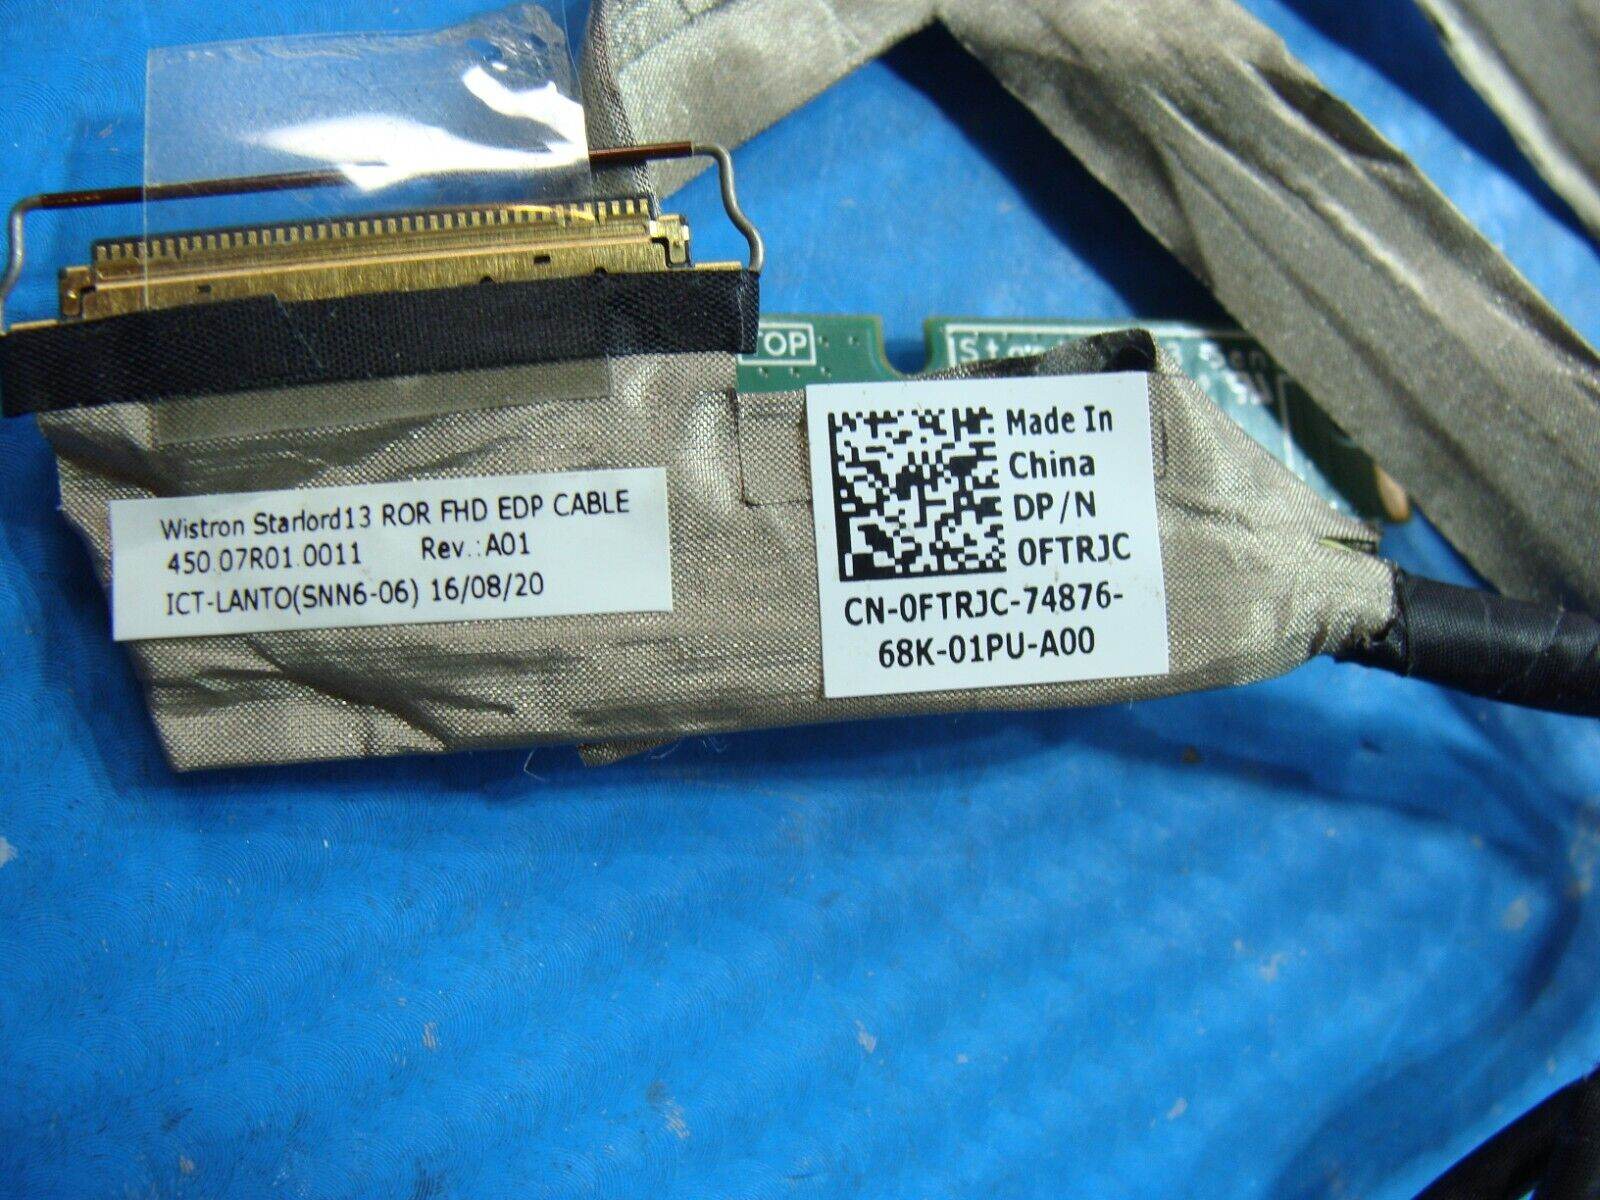 TOP
Wistron Starlord13 ROR FHD EDP CABLE
450.07R01.0011 Rev.:A01
ICT-LANTO(SNN6-06) 16/08/20
Made In
China
DP/N
0FTRJC
CN-0FTRJC-74876-
68K-01PU-A00